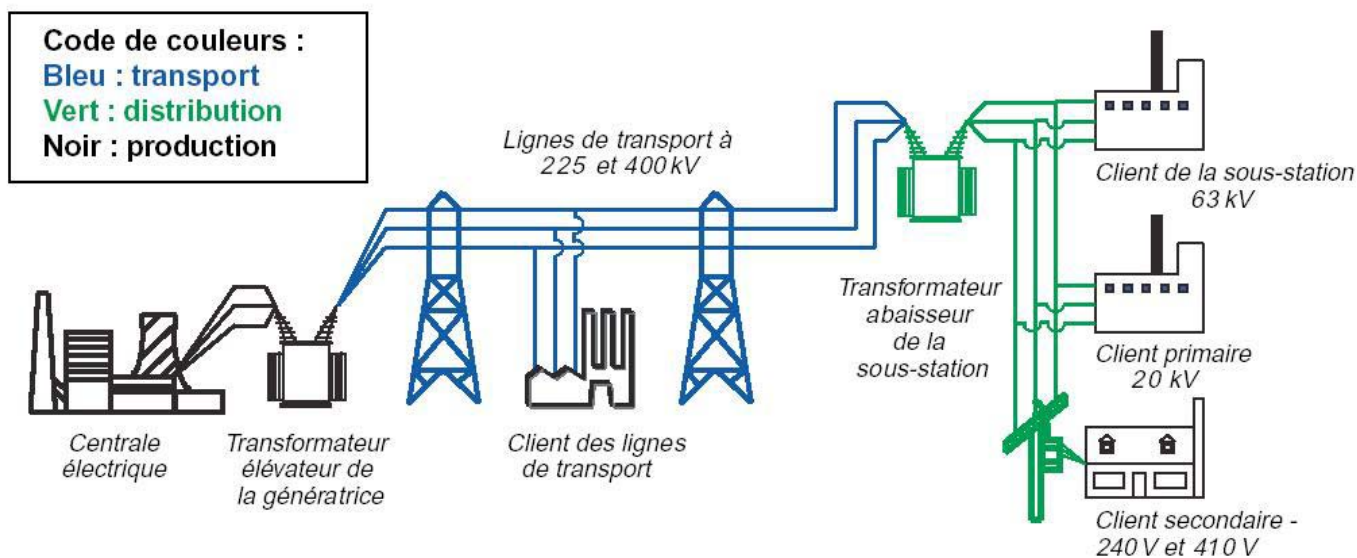 Code de couleurs :
Bleu : transport
Vert : distribution
Noir : production
Lignes de transport à
225 et 400 kV
Client de la sous-station
63 kV
Transformateur
abaisseur
de la
sous-station
Client primaire
20 kV
Centrale
électrique
Transformateur
élévateur de
la génératrice
Client des lignes
de transport
Client secondaire -
240 V et 410 V